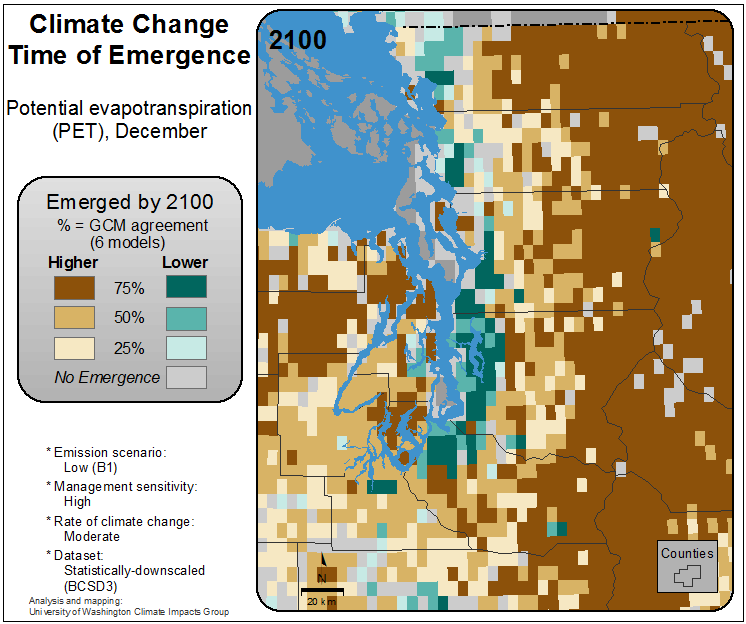 Climate Change
Time of Emergence
Potential evapotranspiration
(PET), December
Emerged by 2100
% = GCM agreement
(6 models)
Higher Lower
75%
50%
25%
No Emergence
* Emission scenario:
Low (B1)
* Management sensitivity:
High
* Rate of climate change:
Moderate
* Dataset:
Statistically-downscaled
(BCSD3)
Analysis and mapping:
University of Washington Climate Impacts Group
2100
N
20 km
Counties